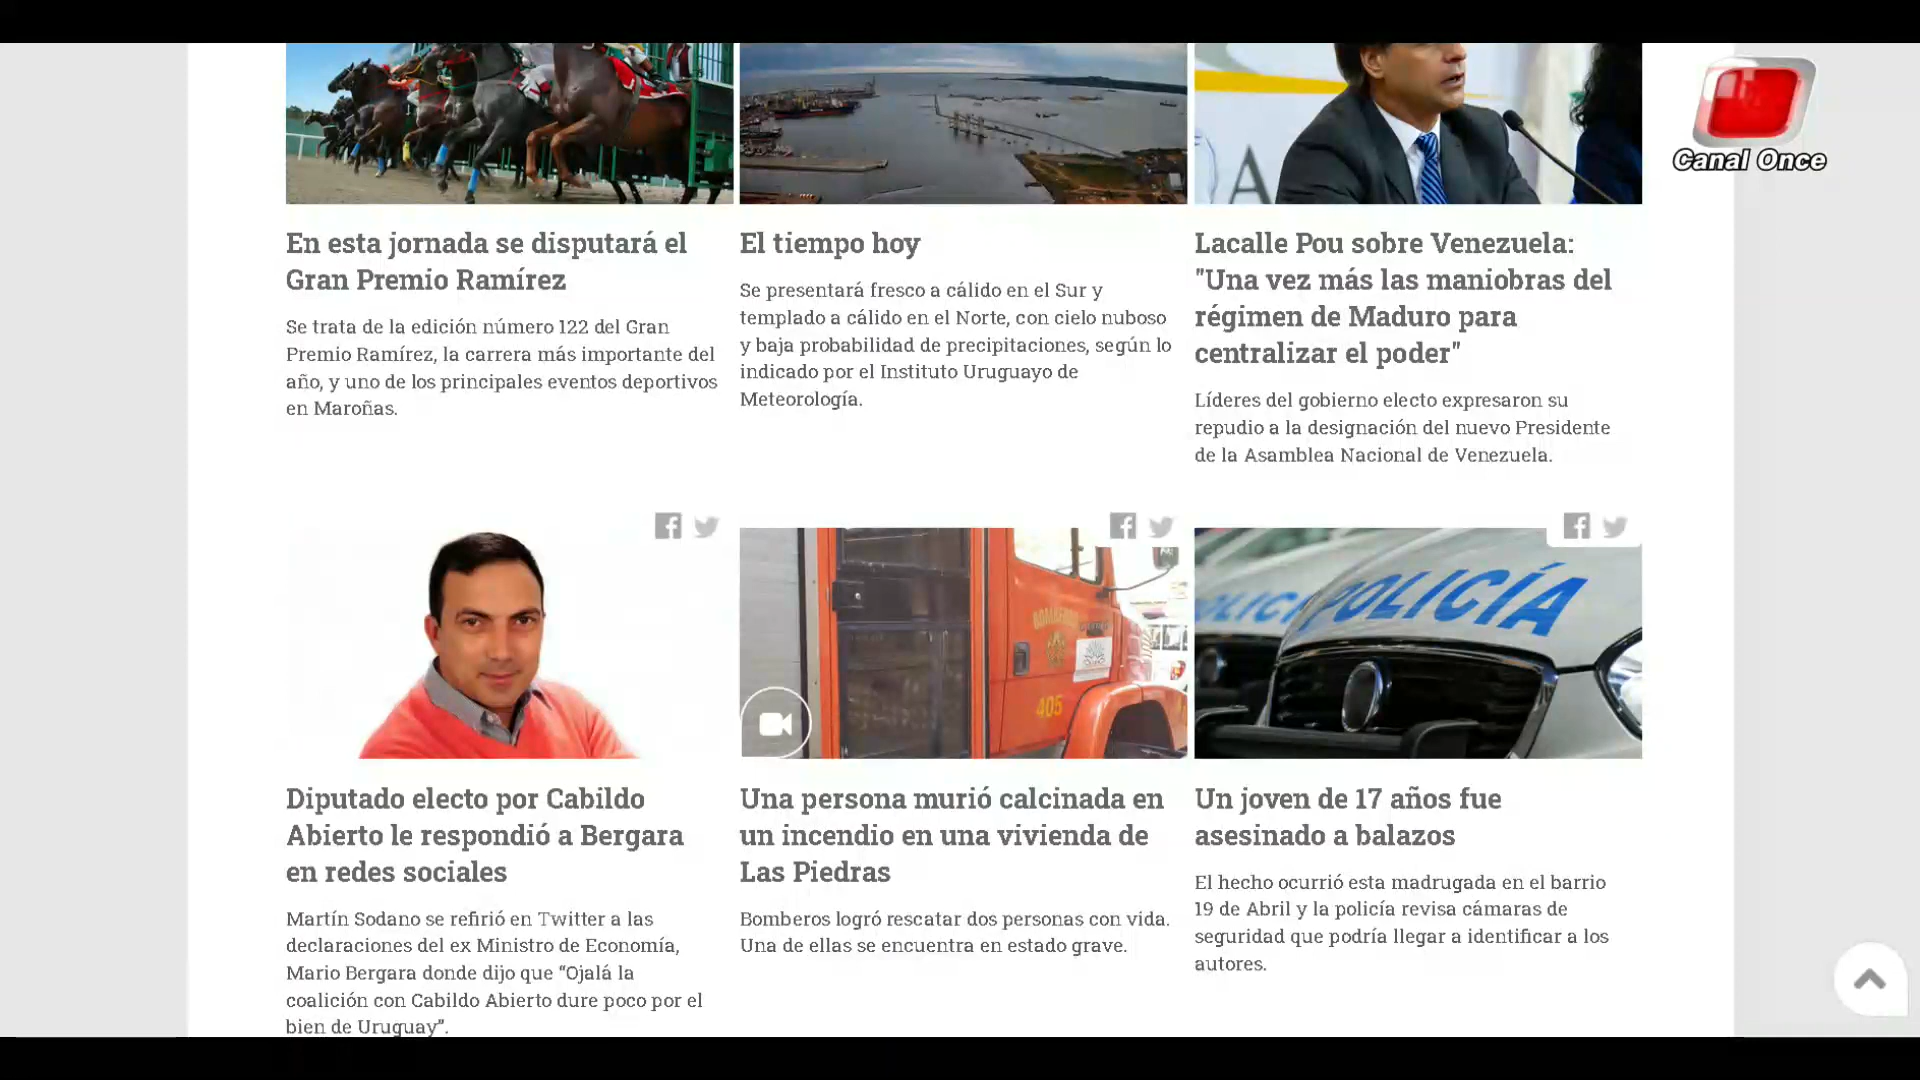 Canal Once
A
En esta jornada se disputará el
Gran Premio Ramírez
Se trata de la edición número 122 del Gran
Premio Ramírez, la carrera más importante del
año, y uno de los principales eventos deportivos
en Maroñas.
El tiempo hoy
Se presentará fresco a cálido en el Sur y
templado a cálido en el Norte, con cielo nuboso
y baja probabilidad de precipitaciones, según lo
indicado por el Instituto Uruguayo de
Meteorología.
Lacalle Pou sobre Venezuela:
"Una vez más las maniobras del
régimen de Maduro para
centralizar el poder"
Líderes del gobierno electo expresaron su
repudio a la designación del nuevo Presidente
de la Asamblea Nacional de Venezuela.
BOMBEROS
405
POLICÍA
Diputado electo por Cabildo
Abierto le respondió a Bergara
en redes sociales
Martín Sodano se refirió en Twitter a las
declaraciones del ex Ministro de Economía,
Mario Bergara donde dijo que “Ojalá la
coalición con Cabildo Abierto dure poco por el
bien de Uruguay”.
Una persona murió calcinada en
un incendio en una vivienda de
Las Piedras
Bomberos logró rescatar dos personas con vida.
Una de ellas se encuentra en estado grave.
Un joven de 17 años fue
asesinado a balazos
El hecho ocurrió esta madrugada en el barrio
19 de Abril y la policía revisa cámaras de
seguridad que podría llegar a identificar a los
autores.